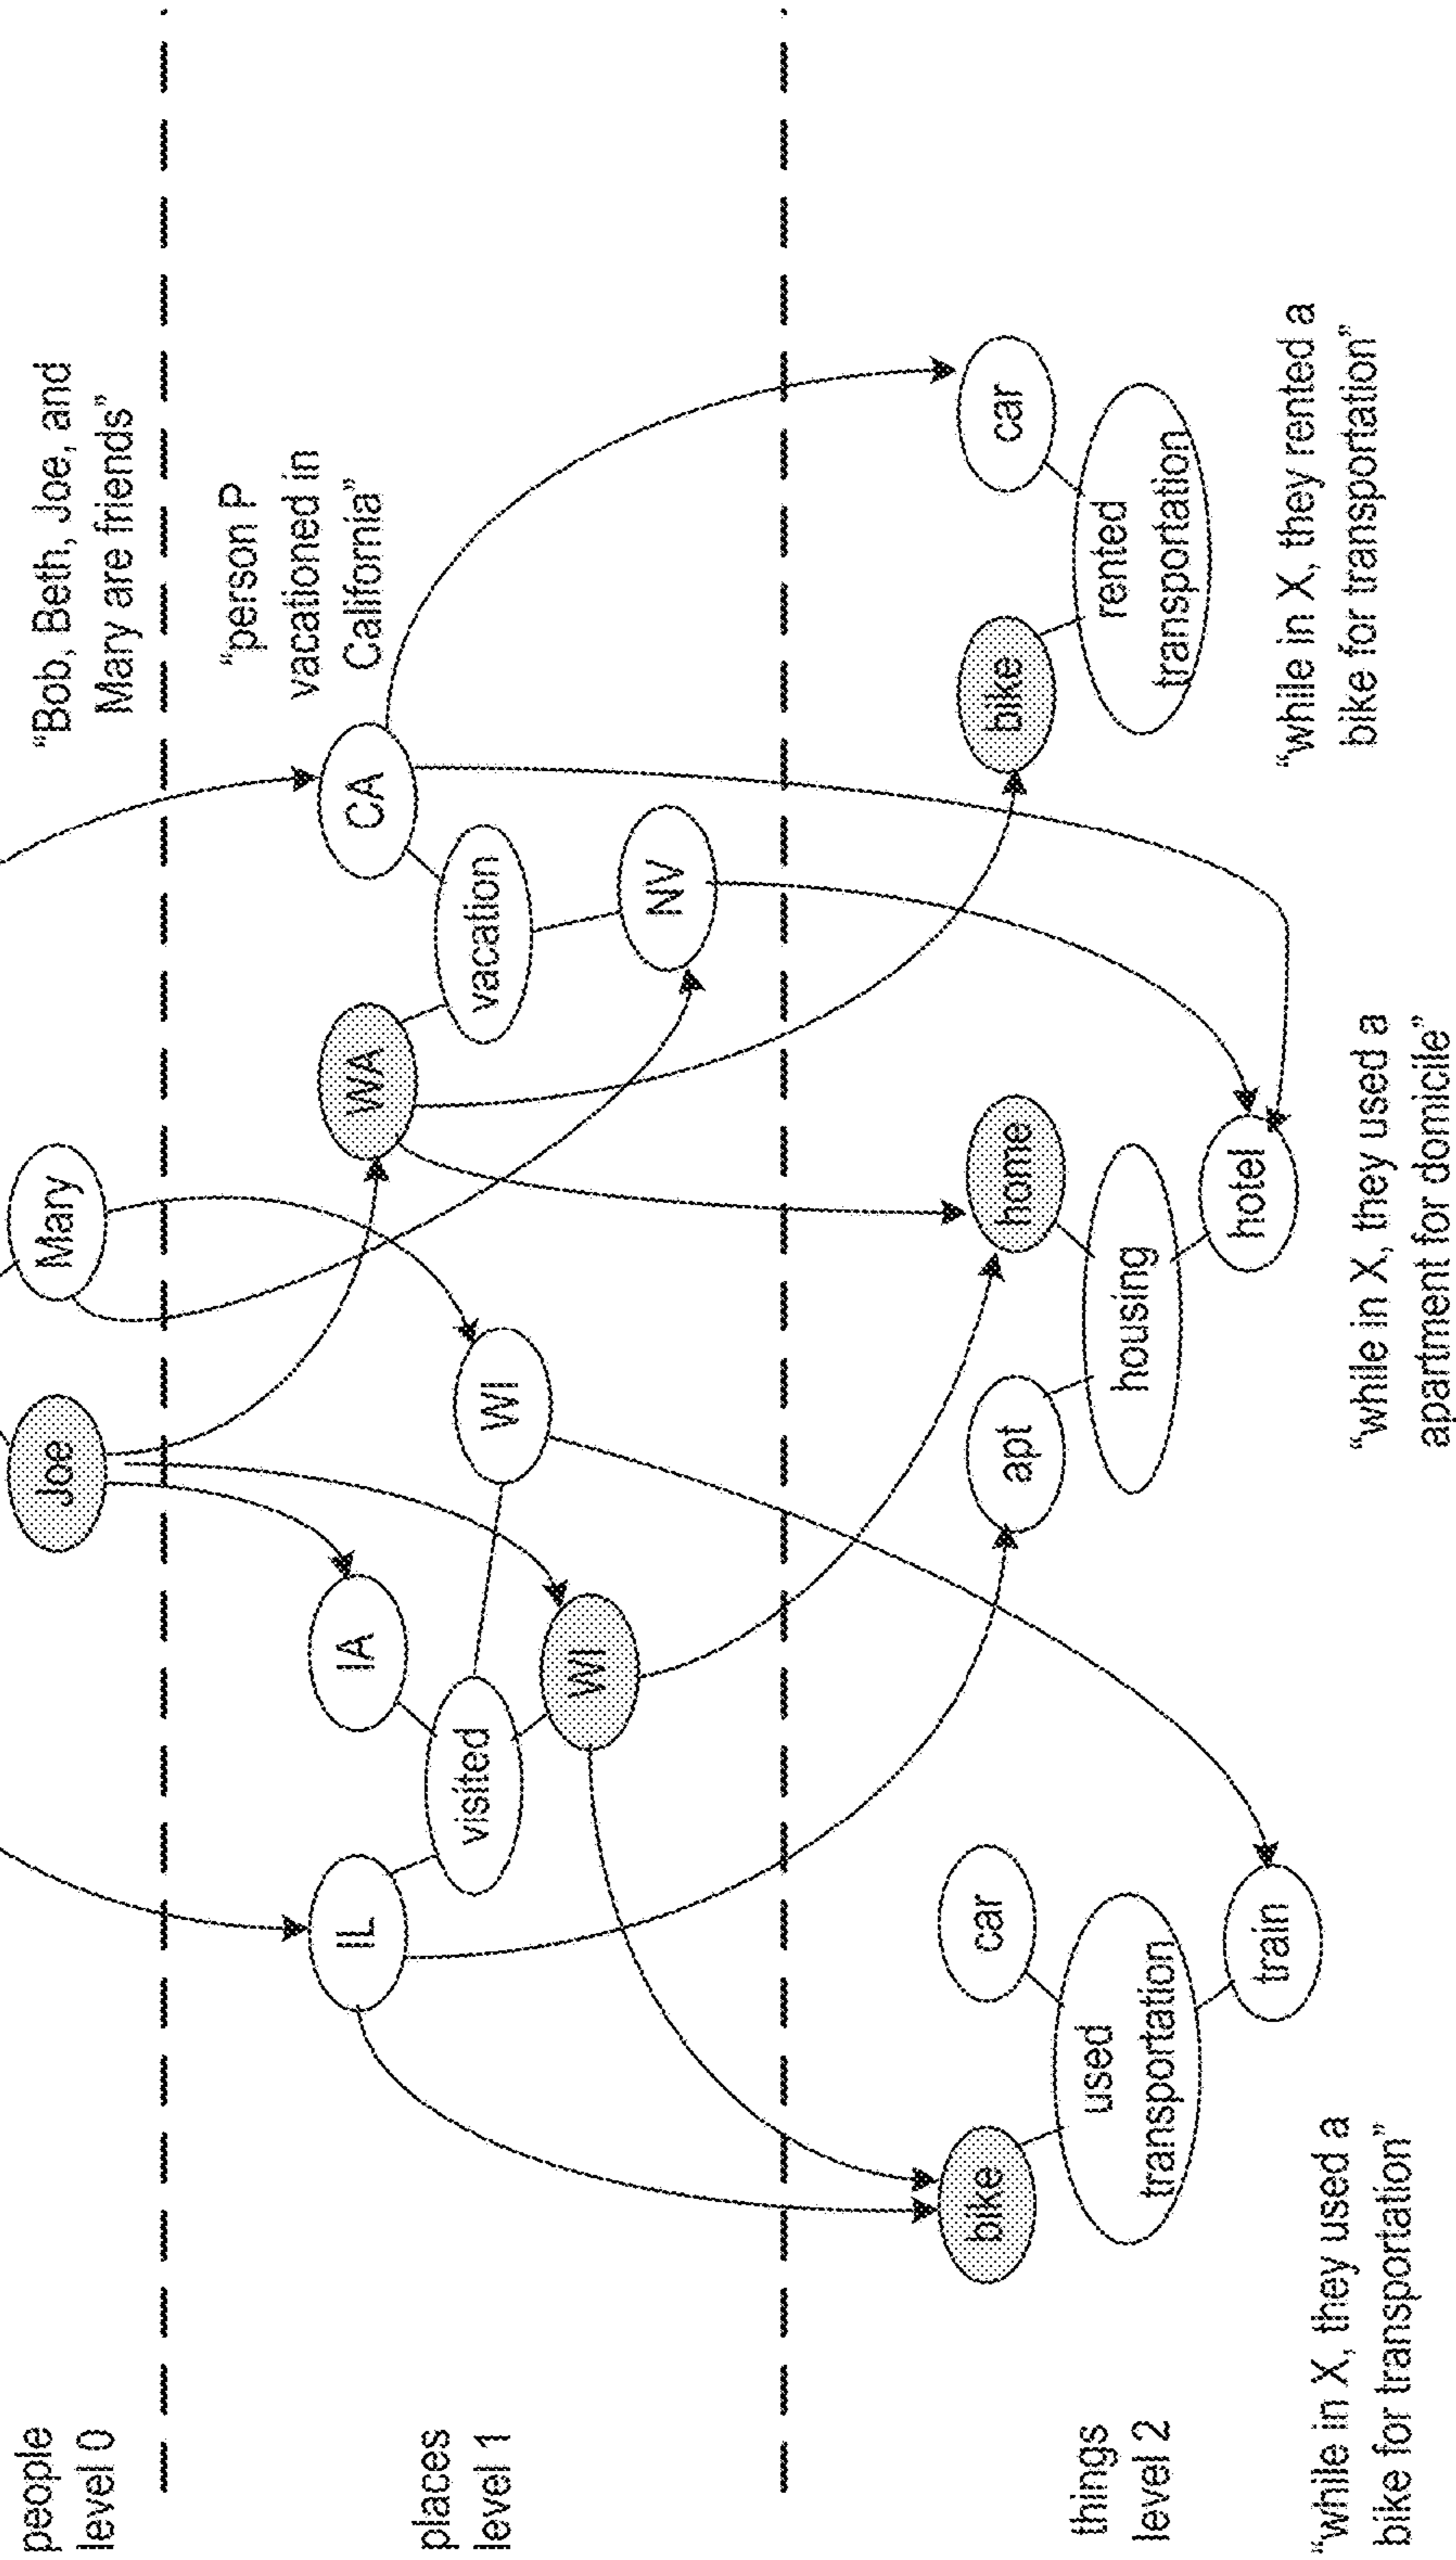 people
level 0
Joe
Mary
“Bob, Beth, Joe, and
Mary are friends”
places
level 1
IL
IA
visited
WI
WI
WA
CA
vacation
NV
“person P
vacationed in
California”
things
level 2
bike
car
used
transportation
train
apt
home
housing
hotel
bike
car
rented
transportation
“while in X, they used a
bike for transportation”
“while in X, they used a
apartment for domicile”
“while in X, they rented a
bike for transportation”